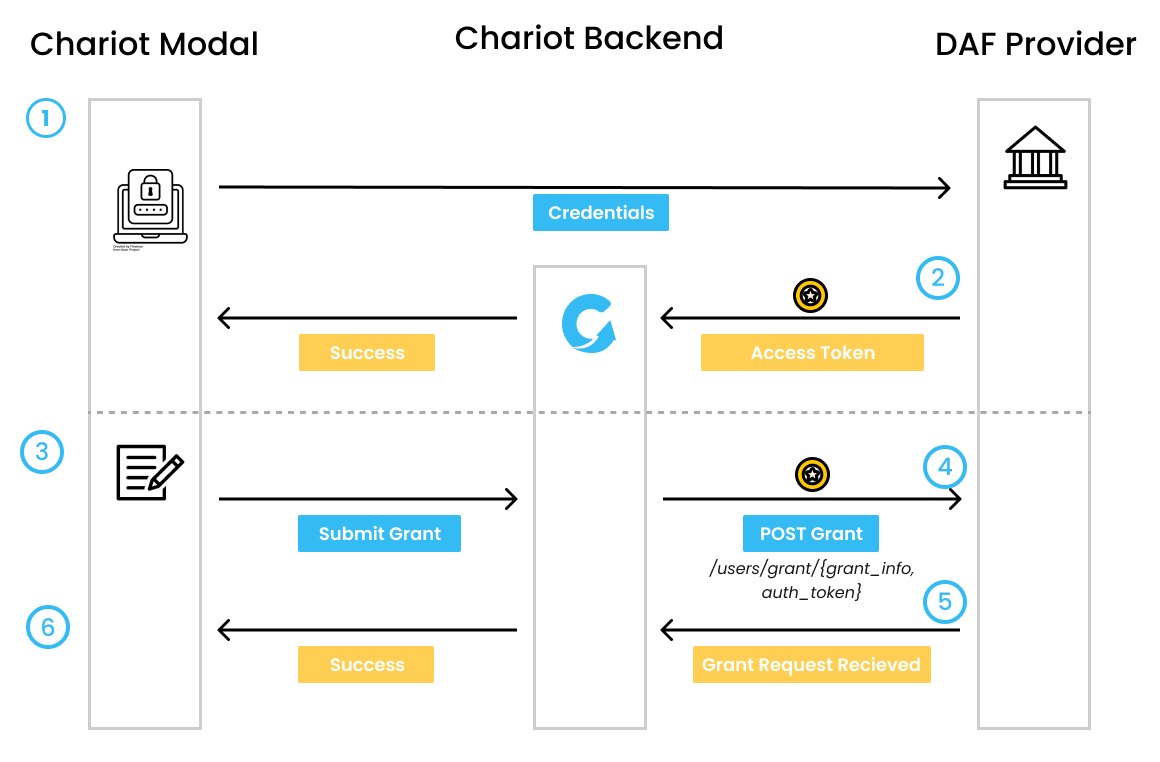 Chariot Modal
Chariot Backend
DAF Provider
1
Credentials
2
Success
Access Token
3
4
Submit Grant
POST Grant
/users/grant/{grant_info,
auth_token}
5
6
Success
Grant Request Recieved